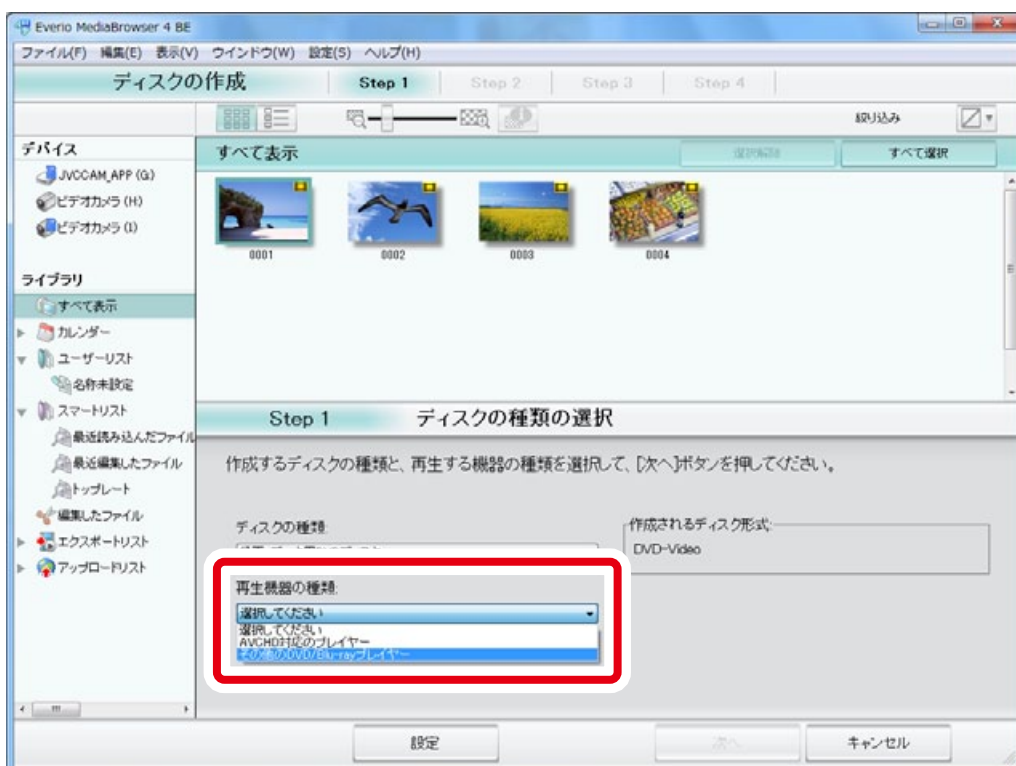 Everio MediaBrowser 4 BE
ファイル(F) 編集(E) 表示(V) ウインドウ(W) 設定(S) ヘルプ(H)
ディスクの作成 Step 1 Step 2 Step 3 Step 4
絞り込み
デバイス
すべて表示 選択解除 すべて選択
JVCCAM_APP (G)
ビデオカメラ (H)
ビデオカメラ (I)
0001 0002 0003 0004
ライブラリ
すべて表示
カレンダー
ユーザーリスト
名称未設定
スマートリスト
最近読み込んだファイル
最近編集したファイル
トップレート
編集したファイル
エクスポートリスト
アップロードリスト
Step 1 ディスクの種類の選択
作成するディスクの種類と、再生する機器の種類を選択して、[次へ]ボタンを押してください。
ディスクの種類:
作成されるディスク形式:
DVD-Video
再生機器の種類:
選択してください
選択してください
AVCHD対応のプレイヤー
その他のDVD/Blu-rayプレイヤー
設定 次へ キャンセル